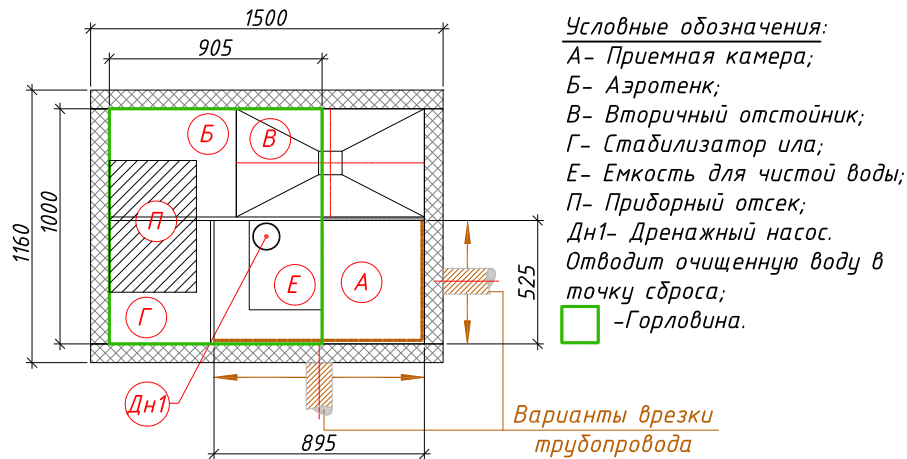 1500
905
Условные обозначения:
А- Приемная камера;
Б- Аэротенк;
В- Вторичный отстойник;
Г- Стабилизатор ила;
Е- Емкость для чистой воды;
П- Приборный отсек;
Дн1- Дренажный насос.
Отводит очищенную воду в
точку сброса;
-Горловина.
Б
В
П
1000
1160
Е
А
525
Г
Дн1
895
Варианты врезки
трубопровода